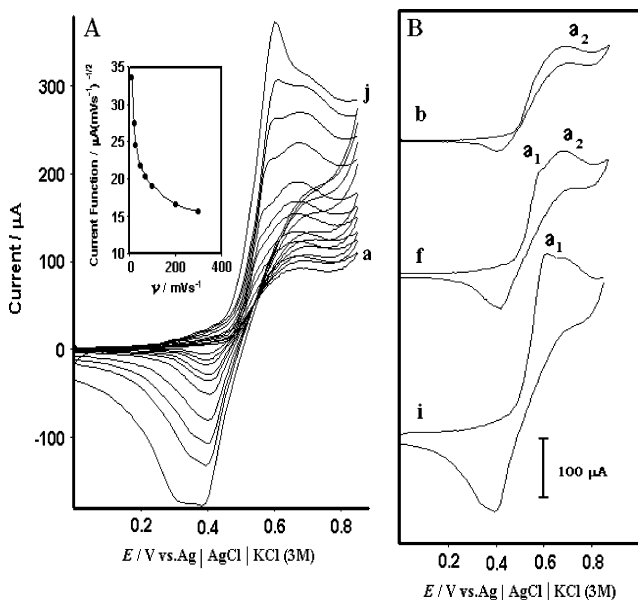 A
300
200
100
0
-100
Current / µA
0.2
0.4
0.6
0.8
E / V vs.Ag | AgCl | KCl (3M)
j
a
Current Function / µA(mVs⁻¹) ⁻¹/²
35
30
25
20
15
10
0
200
400
ν / mVs⁻¹
B
a₂
b
a₁
a₂
f
a₁
i
100 µA
0.2
0.4
0.6
0.8
E / V vs.Ag | AgCl | KCl (3M)